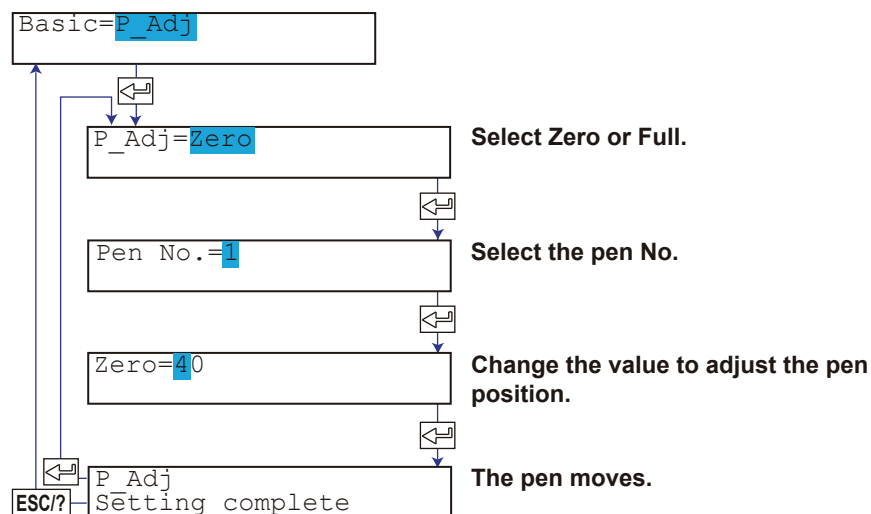 Basic=P_Adj
P_Adj=Zero
Select Zero or Full.
Pen No.=1
Select the pen No.
Zero=40
Change the value to adjust the pen
position.
P_Adj
The pen moves.
ESC/?
Setting complete